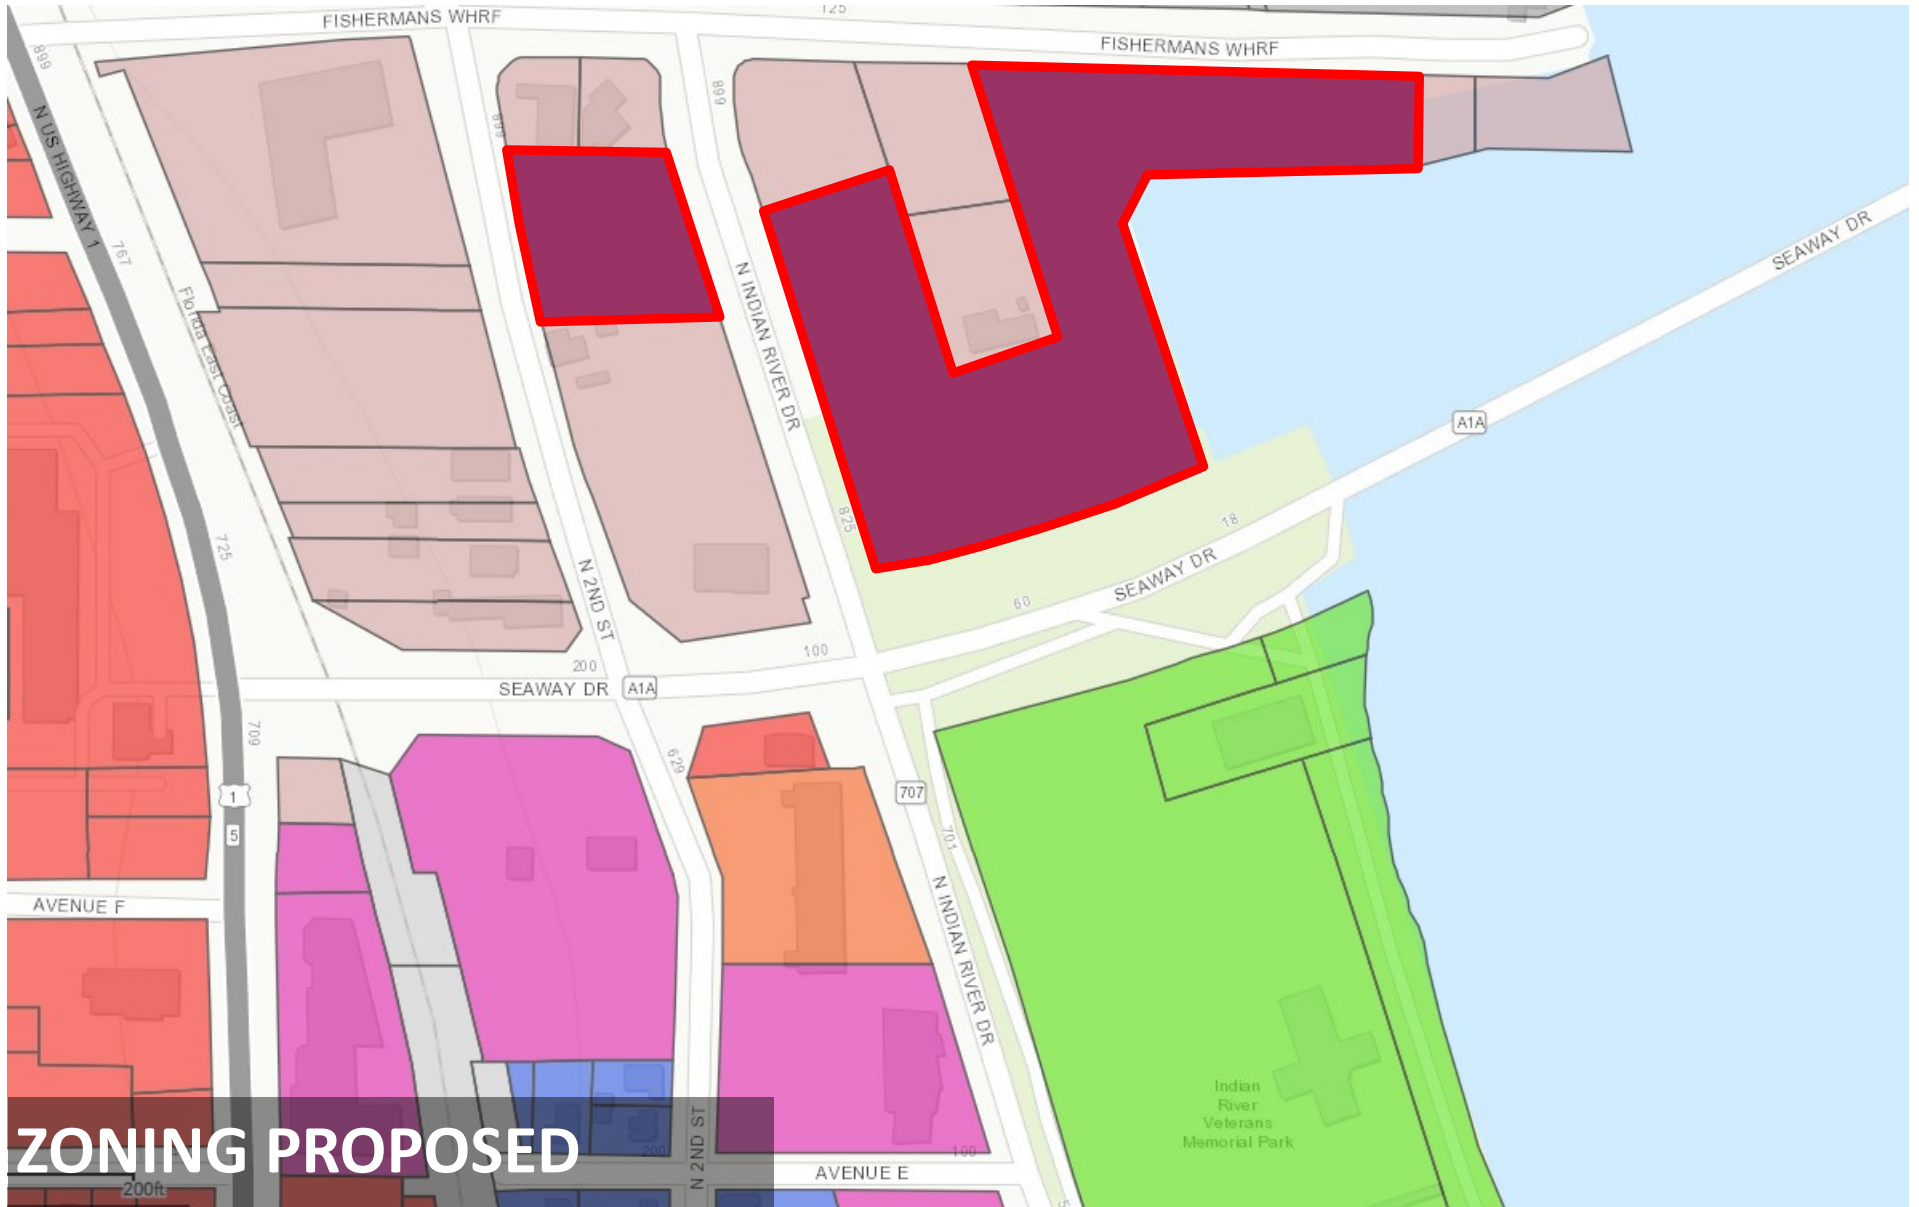 125
FISHERMANS WHRF
FISHERMANS WHRF
899
899
899
N US HIGHWAY 1
767
Florida East Coast
N INDIAN RIVER DR
SEAWAY DR
A1A
725
825
18
N 2ND ST
SEAWAY DR
60
100
200
SEAWAY DR
A1A
709
629
1
5
707
701
AVENUE F
N INDIAN RIVER DR
Indian
River
Veterans
Memorial Park
ZONING PROPOSED
200
N 2ND ST
100
AVENUE E
200ft